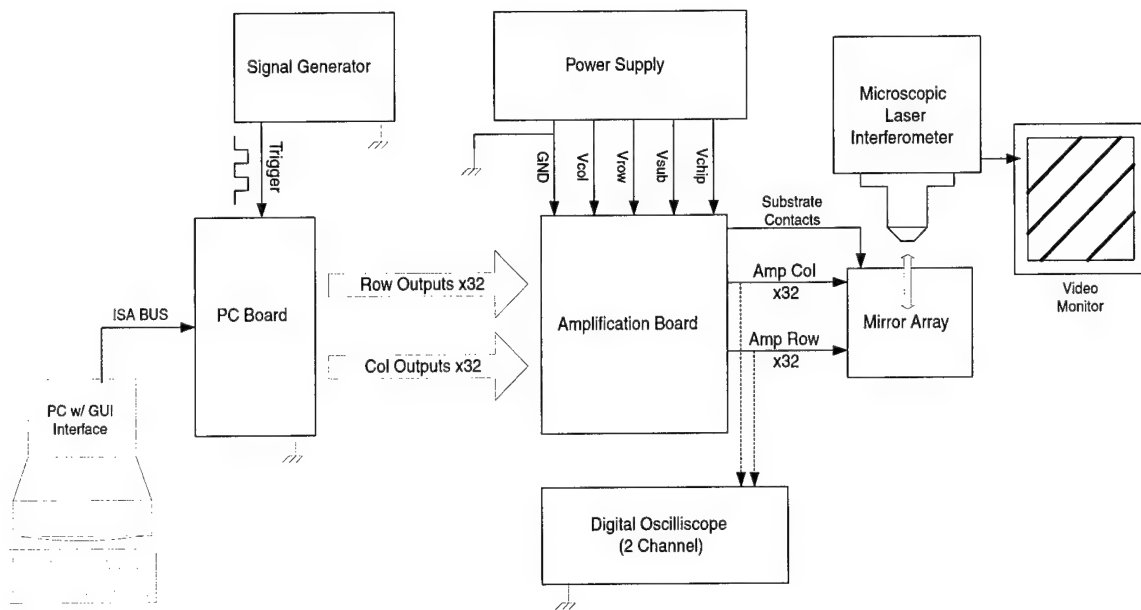 Signal Generator
Power Supply
Microscopic
Laser
Interferometer
Trigger
GND
Vcol
Vrow
Vsub
Vchip
Substrate
Contacts
Video
Monitor
ISA BUS
PC Board
Row Outputs x32
Col Outputs x32
Amplification Board
Amp Col
x32
Amp Row
x32
Mirror Array
PC w/ GUI
Interface
Digital Oscilliscope
(2 Channel)